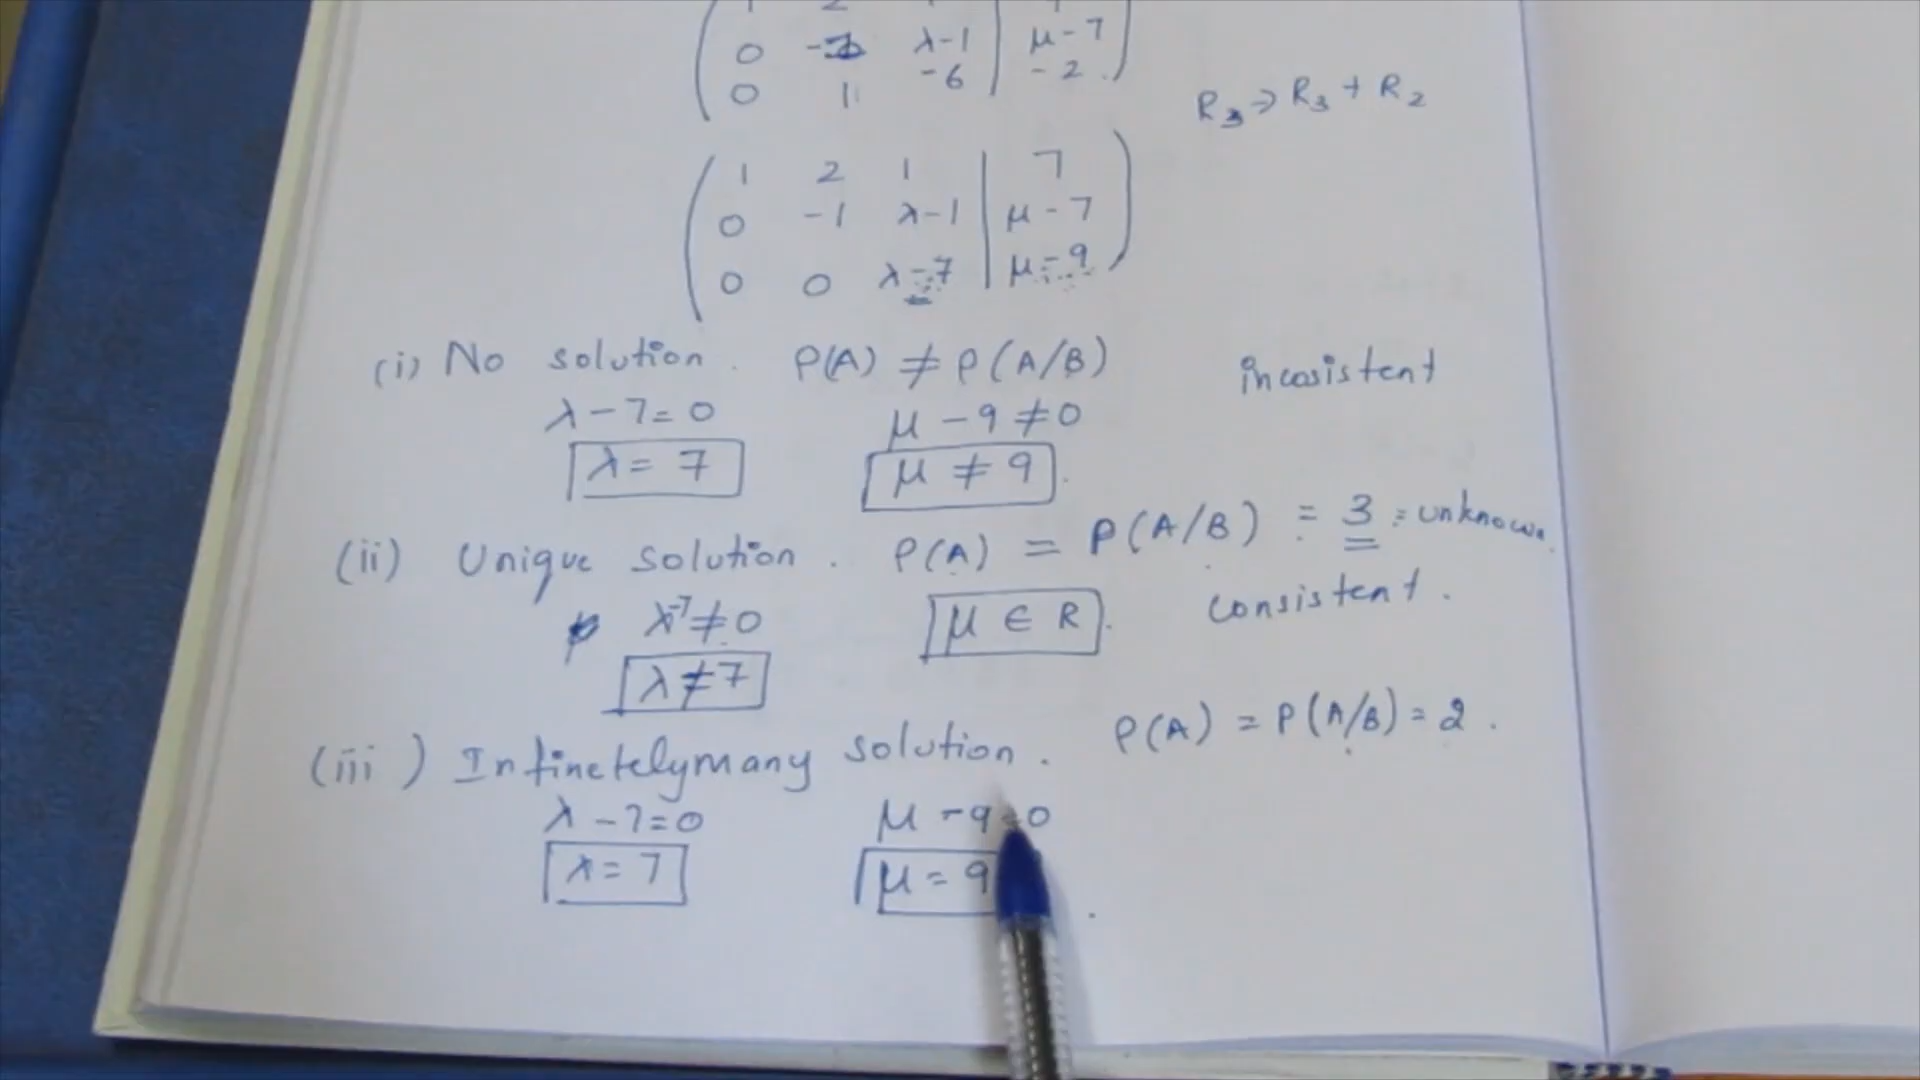 0 λ-1 | μ-7
0 1 -6 | -2
R3 → R3 + R2
1 2 1 | 7
0 -1 λ-1 | μ-7
0 0 λ-7 | μ-9
(i) No solution. ρ(A) ≠ ρ(A/B) incosistent
λ-7=0 μ-9≠0
λ=7 μ≠9
(ii) Unique solution. ρ(A) = ρ(A/B) = 3 = unknown.
λ-7≠0 μ∈R. consistent.
λ≠7
(iii) Infinetelymany solution. ρ(A) = ρ(A/B) = 2.
λ-7=0 μ-9=0
λ=7 μ=9